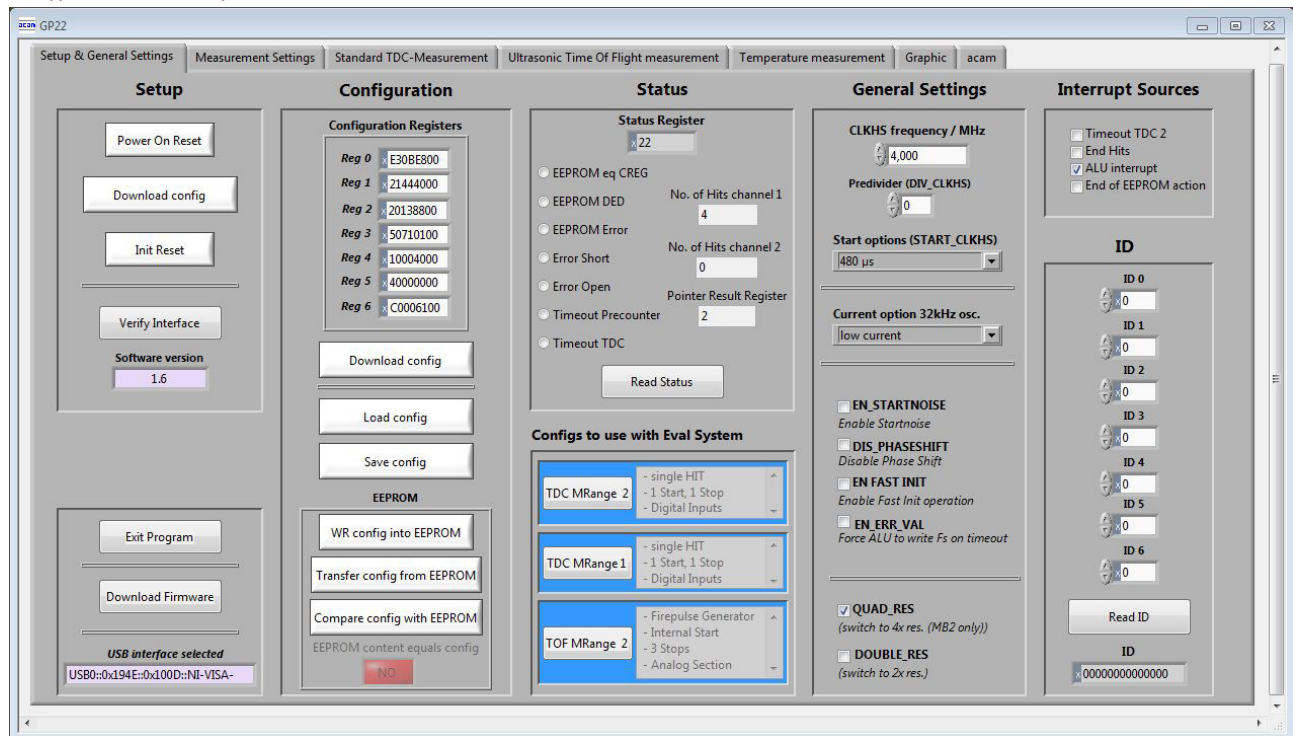 acam GP22
Setup & General Settings
Measurement Settings
Standard TDC-Measurement
Ultrasonic Time Of Flight measurement
Temperature measurement
Graphic
acam
Setup
Power On Reset
Download config
Init Reset
Verify Interface
Software version
1.6
Exit Program
Download Firmware
USB interface selected
USB0::0x194E::0x100D::NI-VISA-
Configuration
Configuration Registers
Reg 0 x E30BE800
Reg 1 x 21444000
Reg 2 x 20138800
Reg 3 x 50710100
Reg 4 x 10004000
Reg 5 x 40000000
Reg 6 x C0006100
Download config
Load config
Save config
EEPROM
WR config into EEPROM
Transfer config from EEPROM
Compare config with EEPROM
EEPROM content equals config
NO
Status
Status Register
x 22
EEPROM eq CREG
EEPROM DED
EEPROM Error
Error Short
Error Open
Timeout Precounter
Timeout TDC
No. of Hits channel 1
4
No. of Hits channel 2
0
Pointer Result Register
2
Read Status
Configs to use with Eval System
TDC MRange 2
- single HIT
- 1 Start, 1 Stop
- Digital Inputs
TDC MRange 1
- single HIT
- 1 Start, 1 Stop
- Digital Inputs
TOF MRange 2
- Firepulse Generator
- Internal Start
- 3 Stops
- Analog Section
General Settings
CLKHS frequency / MHz
4,000
Predivider (DIV_CLKHS)
0
Start options (START_CLKHS)
480 µs
Current option 32kHz osc.
low current
EN_STARTNOISE
Enable Startnoise
DIS_PHASESHIFT
Disable Phase Shift
EN FAST INIT
Enable Fast Init operation
EN_ERR_VAL
Force ALU to write Fs on timeout
QUAD_RES
(switch to 4x res. (MB2 only))
DOUBLE_RES
(switch to 2x res.)
Interrupt Sources
Timeout TDC 2
End Hits
ALU interrupt
End of EEPROM action
ID
ID 0
x 0
ID 1
x 0
ID 2
x 0
ID 3
x 0
ID 4
x 0
ID 5
x 0
ID 6
x 0
Read ID
ID
x 00000000000000